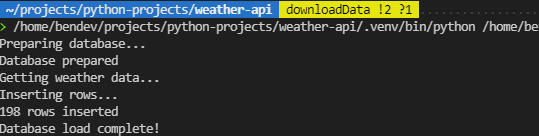 ~/projects/python-projects/weather-api downloadData !2 ?1
> /home/bendev/projects/python-projects/weather-api/.venv/bin/python /home/be
Preparing database...
Database prepared
Getting weather data...
Inserting rows...
198 rows inserted
Database load complete!